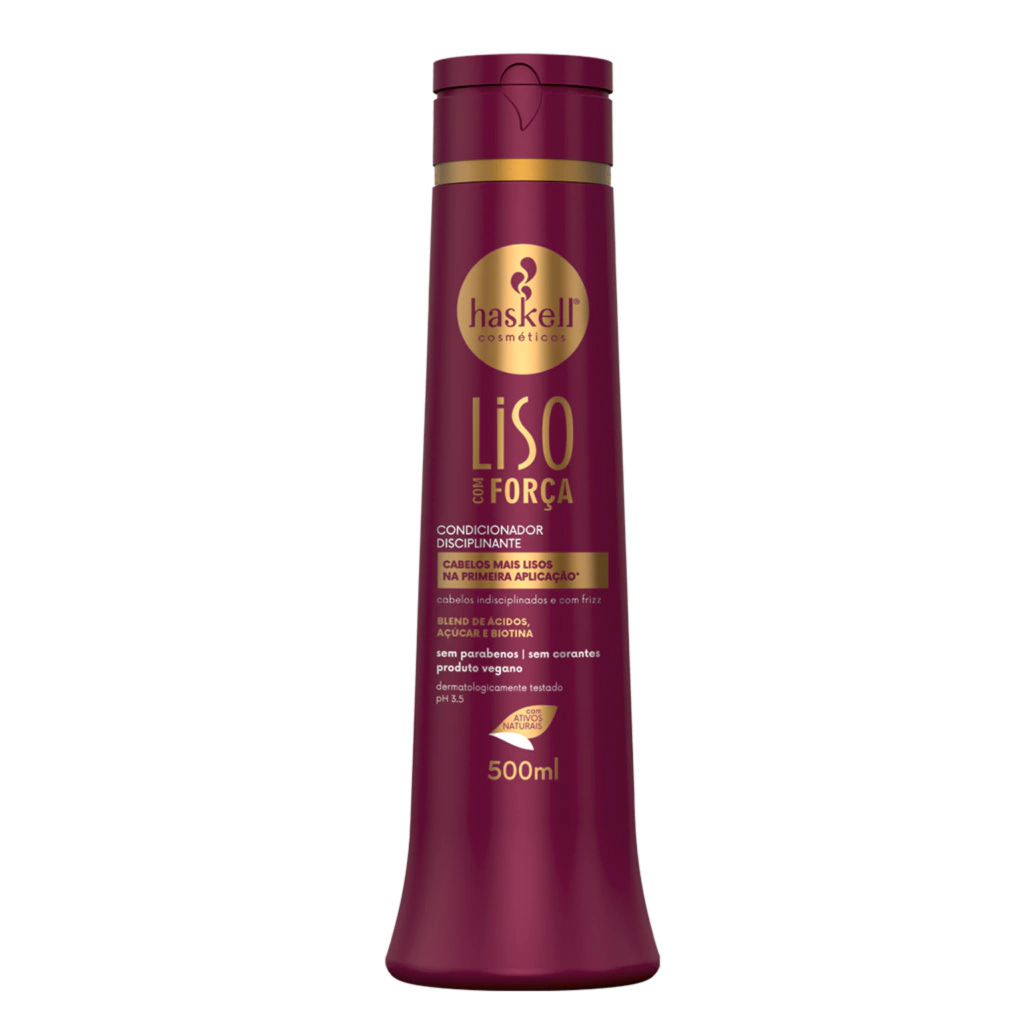 haskell®
cosméticos
LiSO
COM FORÇA
CONDICIONADOR
DISCIPLINANTE
CABELOS MAIS LISOS
NA PRIMEIRA APLICAÇÃO*
cabelos indisciplinados e com frizz
BLEND DE ÁCIDOS,
AÇÚCAR E BIOTINA
sem parabenos | sem corantes
produto vegano
dermatologicamente testado
pH 3,5
com
ATIVOS
NATURAIS
500ml